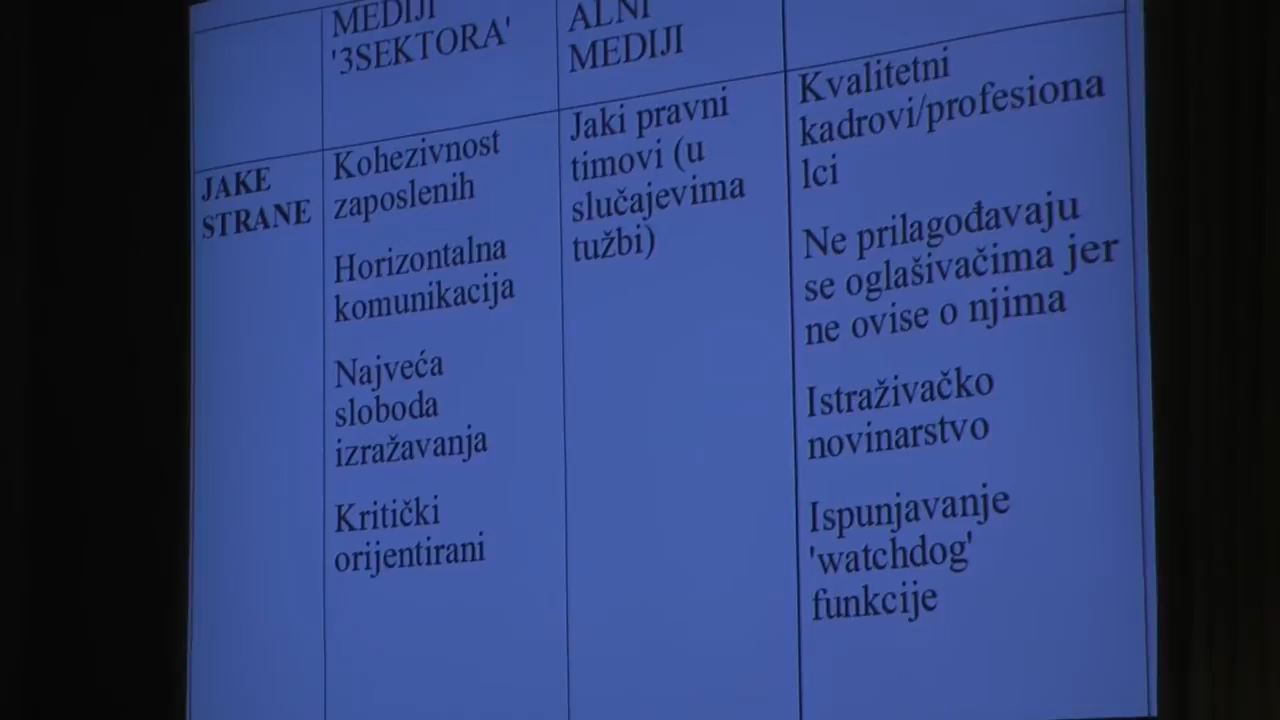 MEDIJI
'3SEKTORA'
ALNI
MEDIJI
JAKE
STRANE
Kohezivnost
zaposlenih
Horizontalna
komunikacija
Najveća
sloboda
izražavanja
Kritički
orijentirani
Jaki pravni
timovi (u
slučajevima
tužbi)
Kvalitetni
kadrovi/profesiona
lci
Ne prilagođavaju
se oglašivačima jer
ne ovise o njima
Istraživačko
novinarstvo
Ispunjavanje
'watchdog'
funkcije